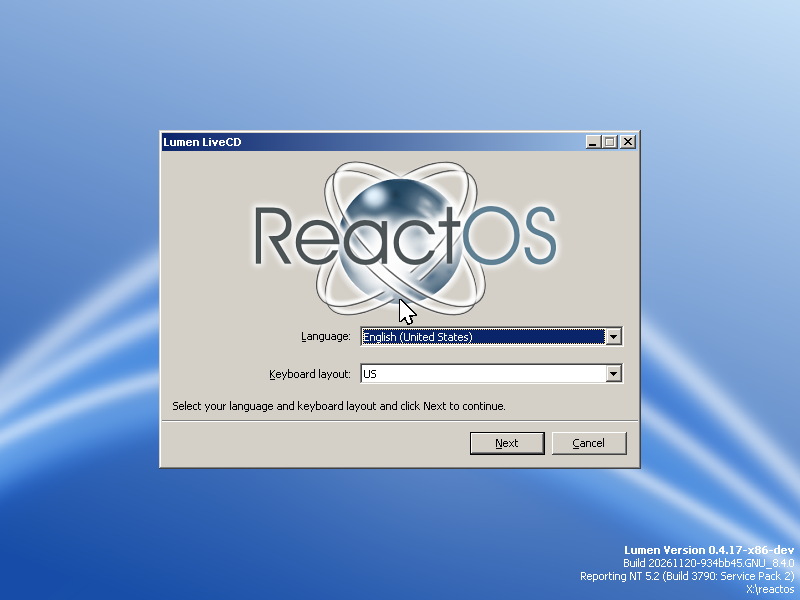 Lumen LiveCD
ReactOS
Language: English (United States)
Keyboard layout: US
Select your language and keyboard layout and click Next to continue.
Next Cancel
Lumen Version 0.4.17-x86-dev
Build 20261120-934bb45.GNU_8.4.0
Reporting NT 5.2 (Build 3790: Service Pack 2)
X:\reactos